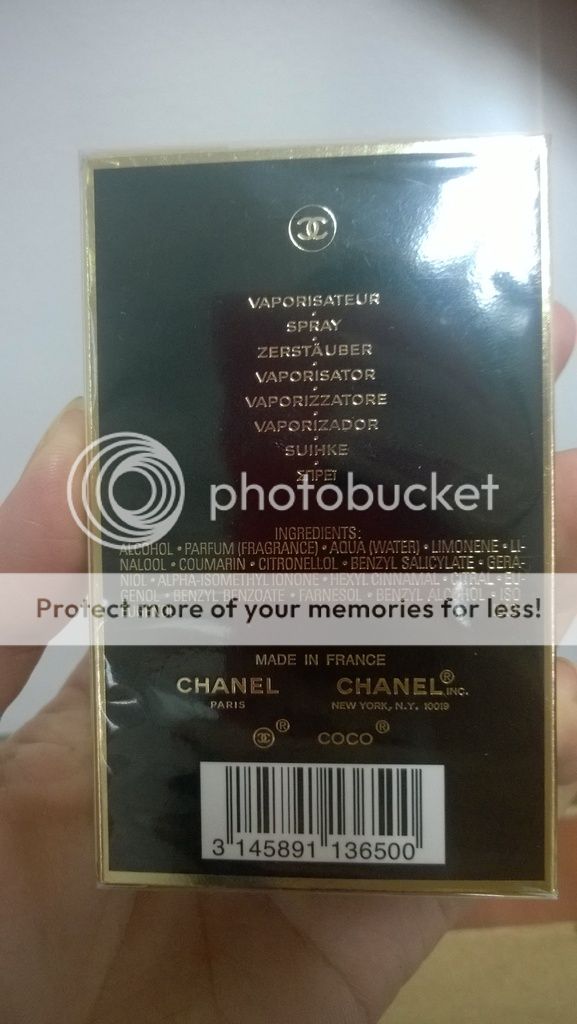 VAPORISATEUR
SPRAY
ZERSTÄUBER
VAPORISATOR
VAPORIZZATORE
VAPORIZADOR
SUIHKE
ΣΠΡΕΪ
photobucket
INGREDIENTS:
ALCOHOL • PARFUM (FRAGRANCE) • AQUA (WATER) • LIMONENE • LI-
NALOOL • COUMARIN • CITRONELLOL • BENZYL SALICYLATE • GERA-
NIOL • ALPHA-ISOMETHYL IONONE • HEXYL CINNAMAL • CITRAL • EU-
GENOL • BENZYL BENZOATE • FARNESOL • BENZYL ALCOHOL • ISO
Protect more of your memories for less!
MADE IN FRANCE
CHANEL CHANEL® INC.
PARIS NEW YORK, N.Y. 10019
® COCO®
3 145891 136500